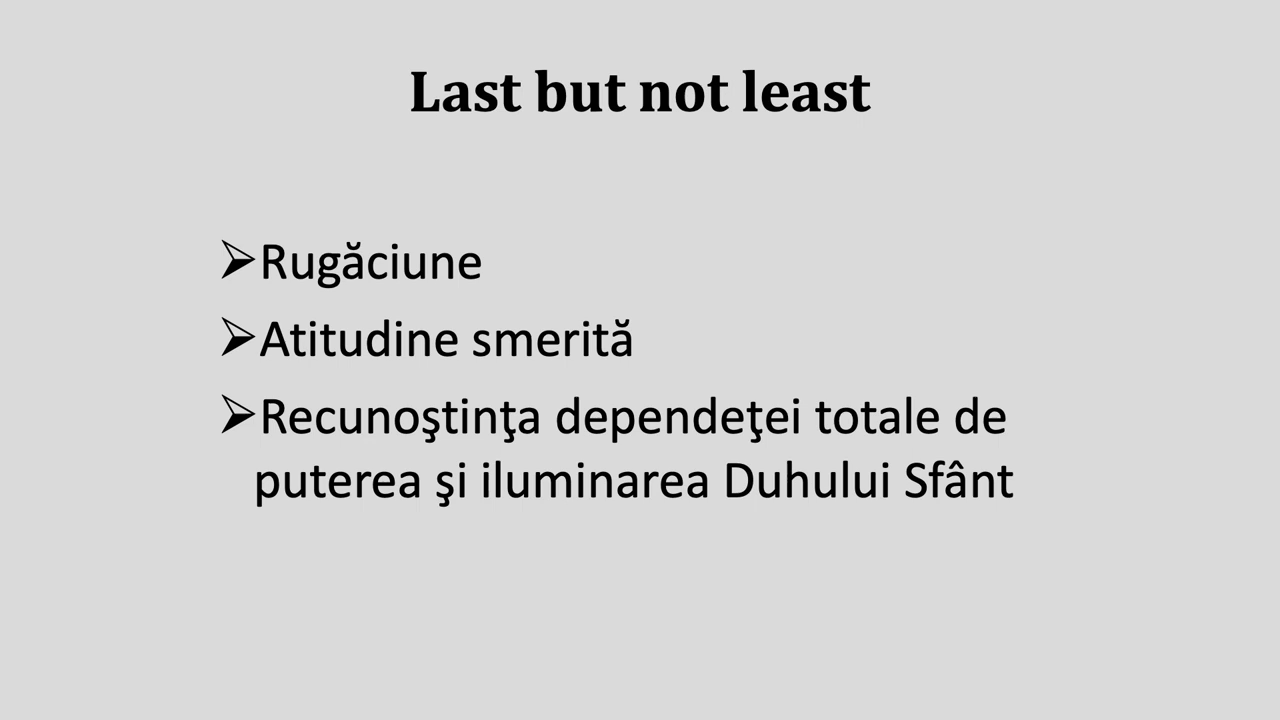 Last but not least
➢Rugăciune
➢Atitudine smerită
➢Recunoştinţa dependeţei totale de
puterea şi iluminarea Duhului Sfânt